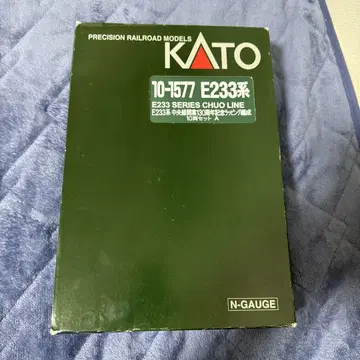 PRECISION RAILROAD MODELS
KATO
10-1577 E233系
E233 SERIES CHUO LINE
E233系 中央線開業130周年記念ラッピング編成
10両セット A
N-GAUGE